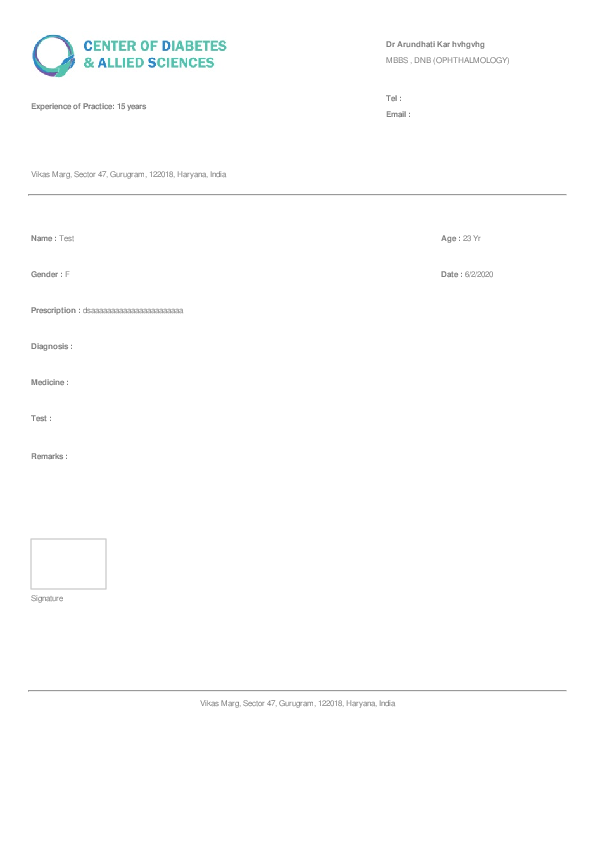 CENTER OF DIABETES
& ALLIED SCIENCES
Dr Arundhati Kar hvhgvhg
MBBS , DNB (OPHTHALMOLOGY)
Tel :
Email :
Experience of Practice: 15 years
Vikas Marg, Sector 47, Gurugram, 122018, Haryana, India
Name : Test
Age : 23 Yr
Gender : F
Date : 6/2/2020
Prescription : dsaaaaaaaaaaaaaaaaaaaaaaa
Diagnosis :
Medicine :
Test :
Remarks :
Signature
Vikas Marg, Sector 47, Gurugram, 122018, Haryana, India